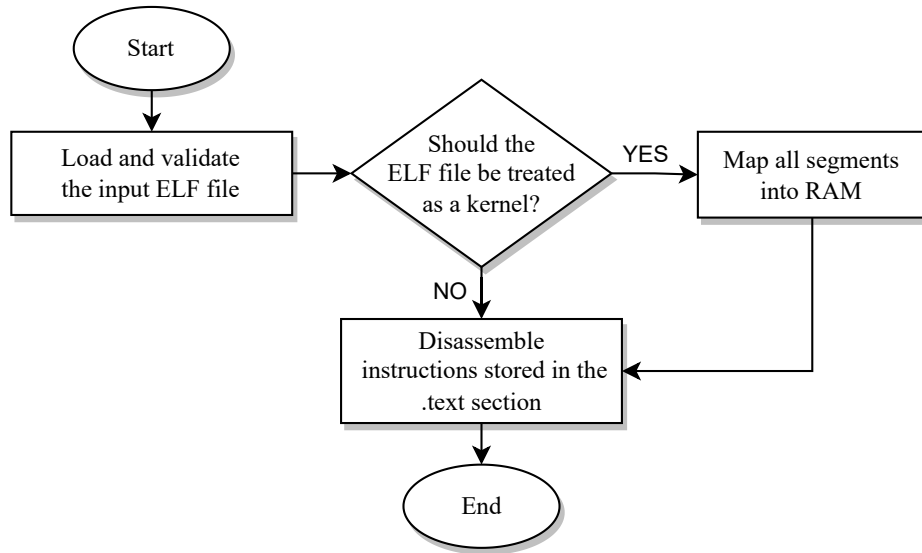 Start
Load and validate
the input ELF file
Should the
ELF file be treated
as a kernel?
YES
Map all segments
into RAM
NO
Disassemble
instructions stored in the
.text section
End